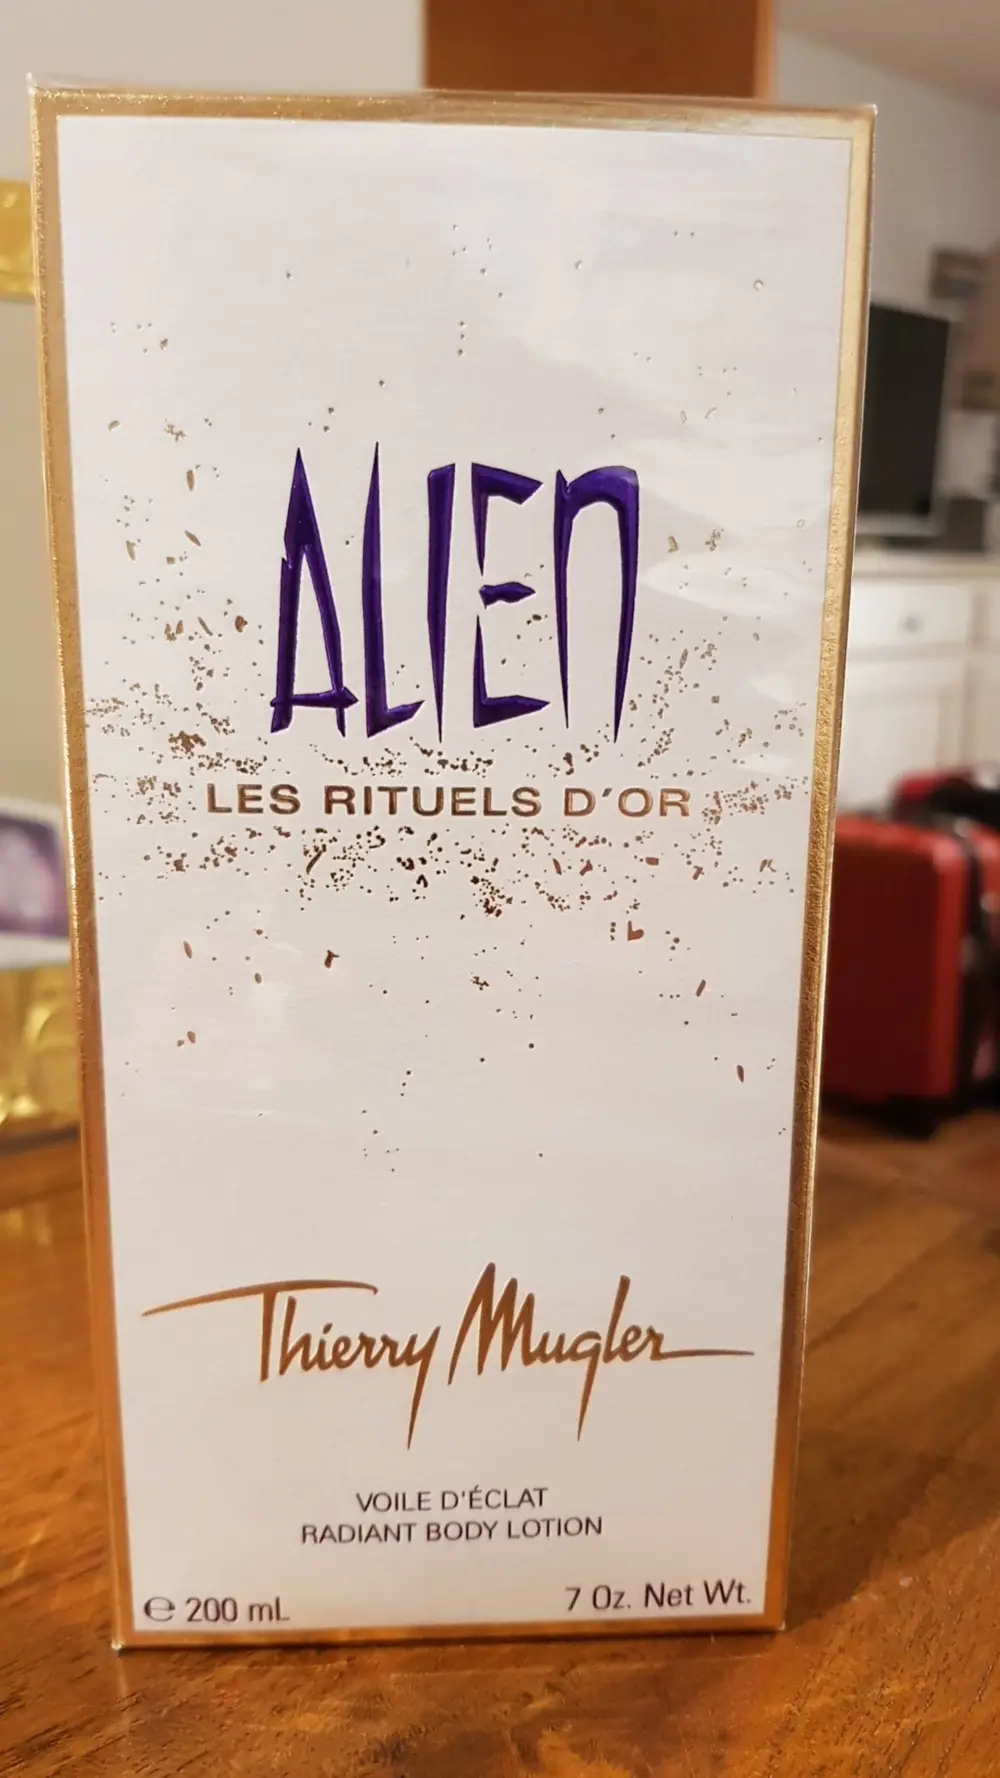 ALIEN
LES RITUELS D'OR
Thierry Mugler
VOILE D'ÉCLAT
RADIANT BODY LOTION
℮ 200 mL
7 Oz. Net Wt.